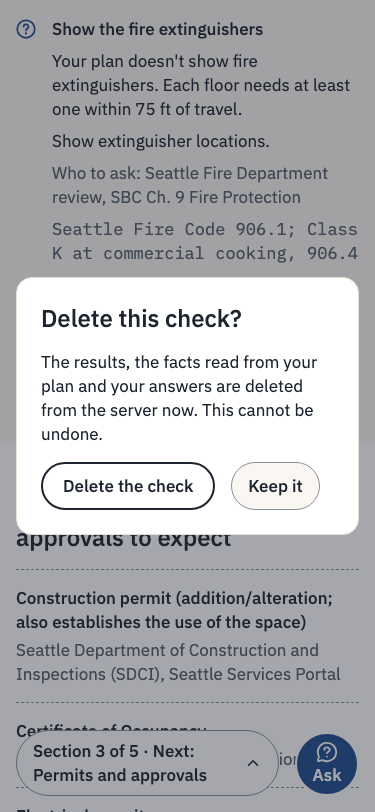 Show the fire extinguishers
Your plan doesn't show fire
extinguishers. Each floor needs at least
one within 75 ft of travel.
Show extinguisher locations.
Who to ask: Seattle Fire Department
review, SBC Ch. 9 Fire Protection
Seattle Fire Code 906.1; Class
K at commercial cooking, 906.4
Delete this check?
The results, the facts read from your
plan and your answers are deleted
from the server now. This cannot be
undone.
Delete the check
Keep it
approvals to expect
Construction permit (addition/alteration;
also establishes the use of the space)
Seattle Department of Construction and
Inspections (SDCI), Seattle Services Portal
Certificate of Occupancy
Section 3 of 5 · Next:
Permits and approvals
Ask